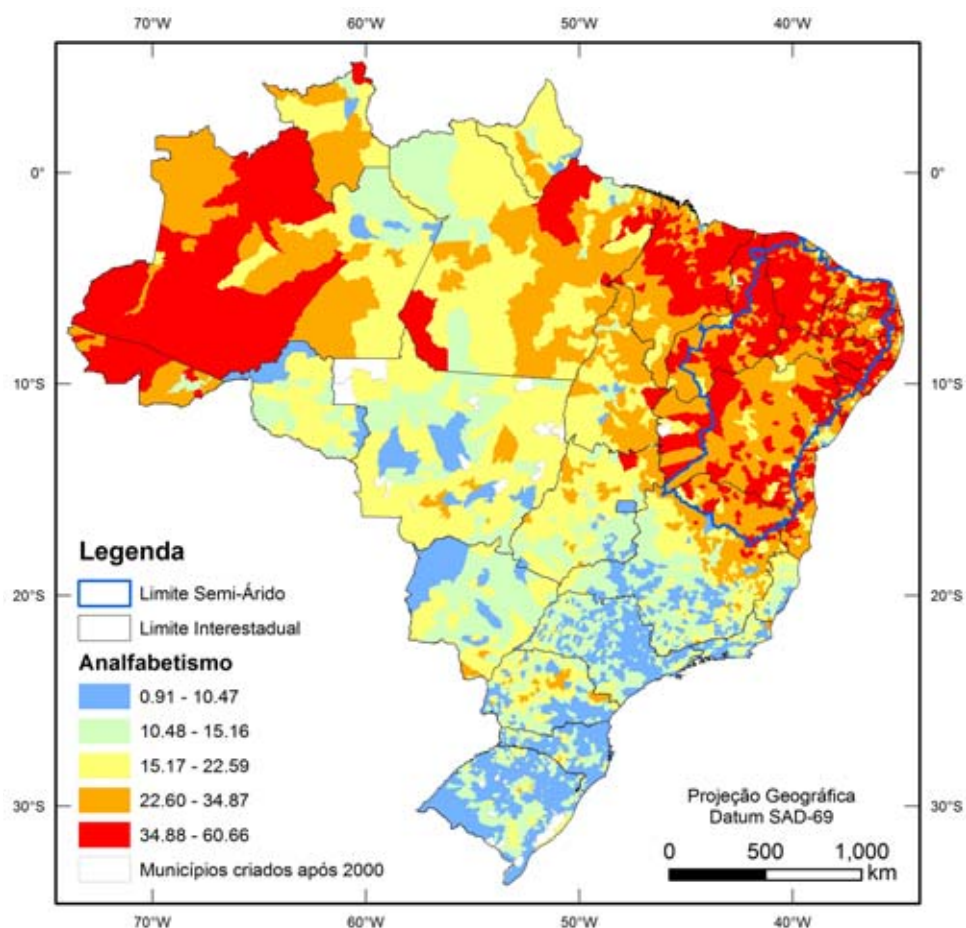 70°W 60°W 50°W 40°W
0° 0°
10°S 10°S
20°S 20°S
30°S 30°S
Legenda
Limite Semi-Árido
Limite Interestadual
Analfabetismo
0.91 - 10.47
10.48 - 15.16
15.17 - 22.59
22.60 - 34.87
34.88 - 60.66
Municípios criados após 2000
Projeção Geográfica
Datum SAD-69
0 500 1,000
km
70°W 60°W 50°W 40°W